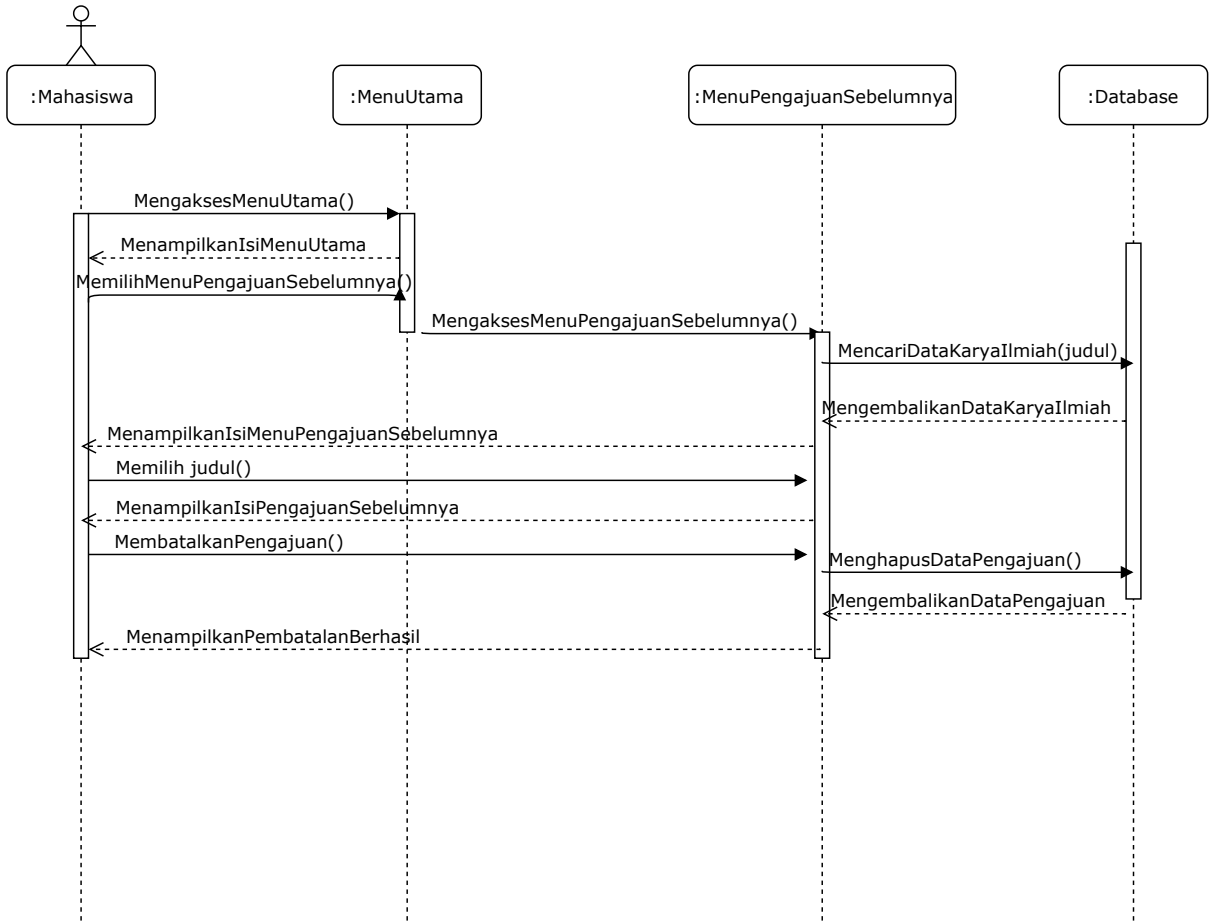 :Mahasiswa
:MenuUtama
:MenuPengajuanSebelumnya
:Database
MengaksesMenuUtama()
MenampilkanIsiMenuUtama
MemilihMenuPengajuanSebelumnya()
MengaksesMenuPengajuanSebelumnya()
MencariDataKaryaIlmiah(judul)
MengembalikanDataKaryaIlmiah
MenampilkanIsiMenuPengajuanSebelumnya
Memilih judul()
MenampilkanIsiPengajuanSebelumnya
MembatalkanPengajuan()
MenghapusDataPengajuan()
MengembalikanDataPengajuan
MenampilkanPembatalanBerhasil